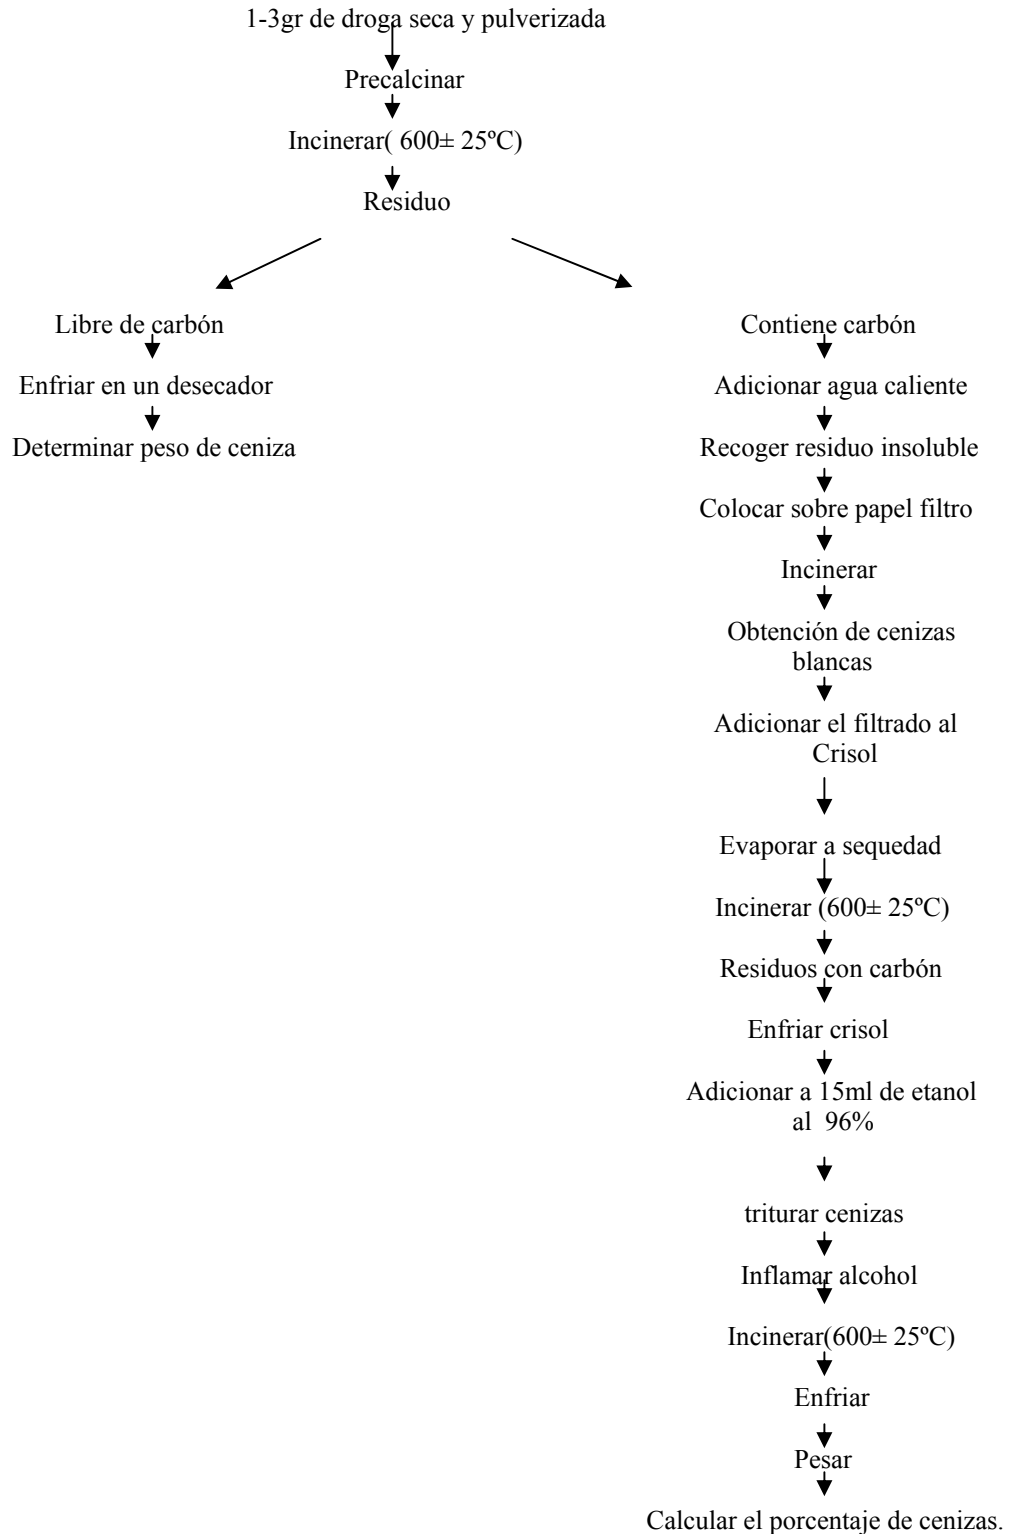 1-3gr de droga seca y pulverizada
Precalcinar
Incinerar( 600± 25ºC)
Residuo
Libre de carbón
Enfriar en un desecador
Determinar peso de ceniza
Contiene carbón
Adicionar agua caliente
Recoger residuo insoluble
Colocar sobre papel filtro
Incinerar
Obtención de cenizas
blancas
Adicionar el filtrado al
Crisol
Evaporar a sequedad
Incinerar (600± 25ºC)
Residuos con carbón
Enfriar crisol
Adicionar a 15ml de etanol
al 96%
triturar cenizas
Inflamar alcohol
Incinerar(600± 25ºC)
Enfriar
Pesar
Calcular el porcentaje de cenizas.